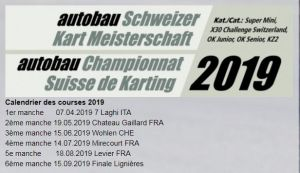 autobau Schweizer
Kart Meisterschaft
Kat./Cat.: Super Mini,
X30 Challenge Switzerland,
OK Junior, OK Senior, KZ2
autobau Championnat
Suisse de Karting
2019
Calendrier des courses 2019
1er manche 07.04.2019 7 Laghi ITA
2ème manche 19.05.2019 Chateau Gaillard FRA
3ème manche 15.06.2019 Wohlen CHE
4ème manche 14.07.2019 Mirecourt FRA
5e manche 18.08.2019 Levier FRA
6ème manche 15.09.2019 Finale Lignières